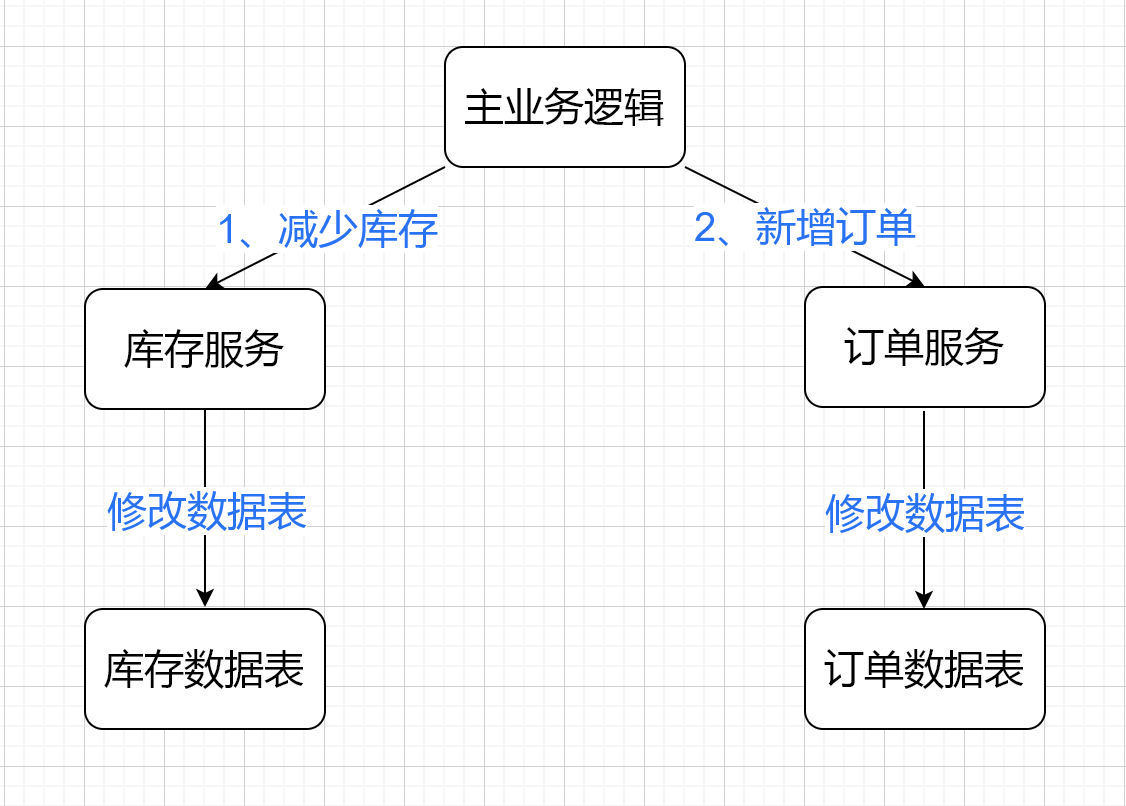 主业务逻辑
1、减少库存
2、新增订单
库存服务
订单服务
修改数据表
修改数据表
库存数据表
订单数据表